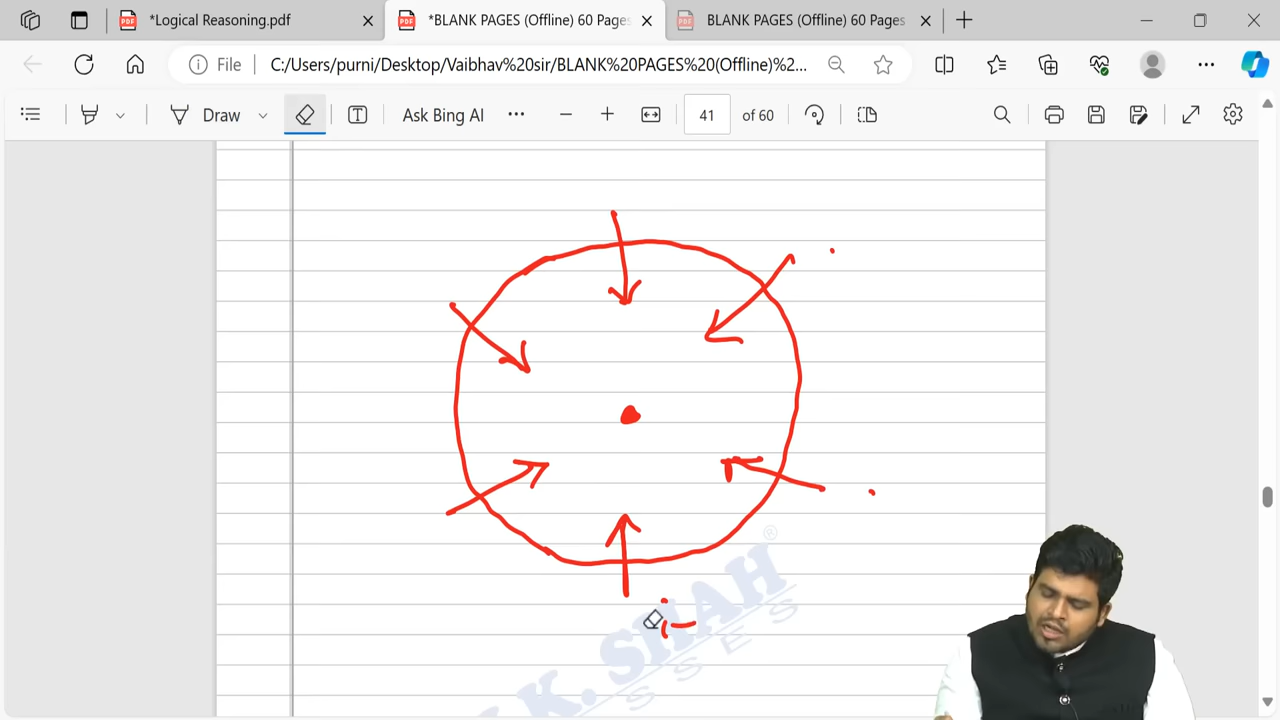 *Logical Reasoning.pdf
*BLANK PAGES (Offline) 60 Pages
BLANK PAGES (Offline) 60 Pages
File
C:/Users/purni/Desktop/Vaibhav%20sir/BLANK%20PAGES%20(Offline)%2...
Draw
Ask Bing AI
41
of 60
K. SHAH
SSES